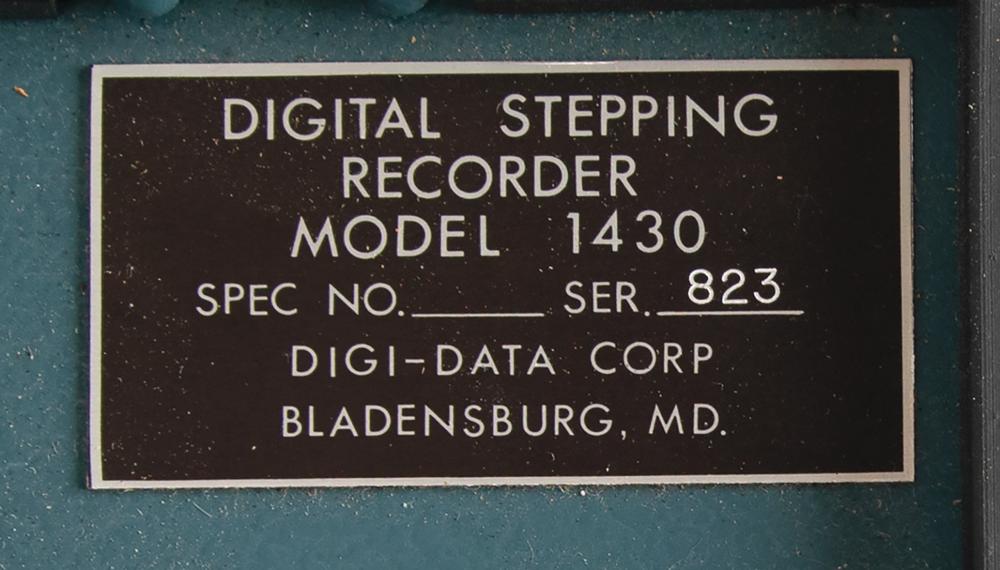 DIGITAL STEPPING
RECORDER
MODEL 1430
SPEC NO.______ SER. 823
DIGI-DATA CORP
BLADENSBURG, MD.